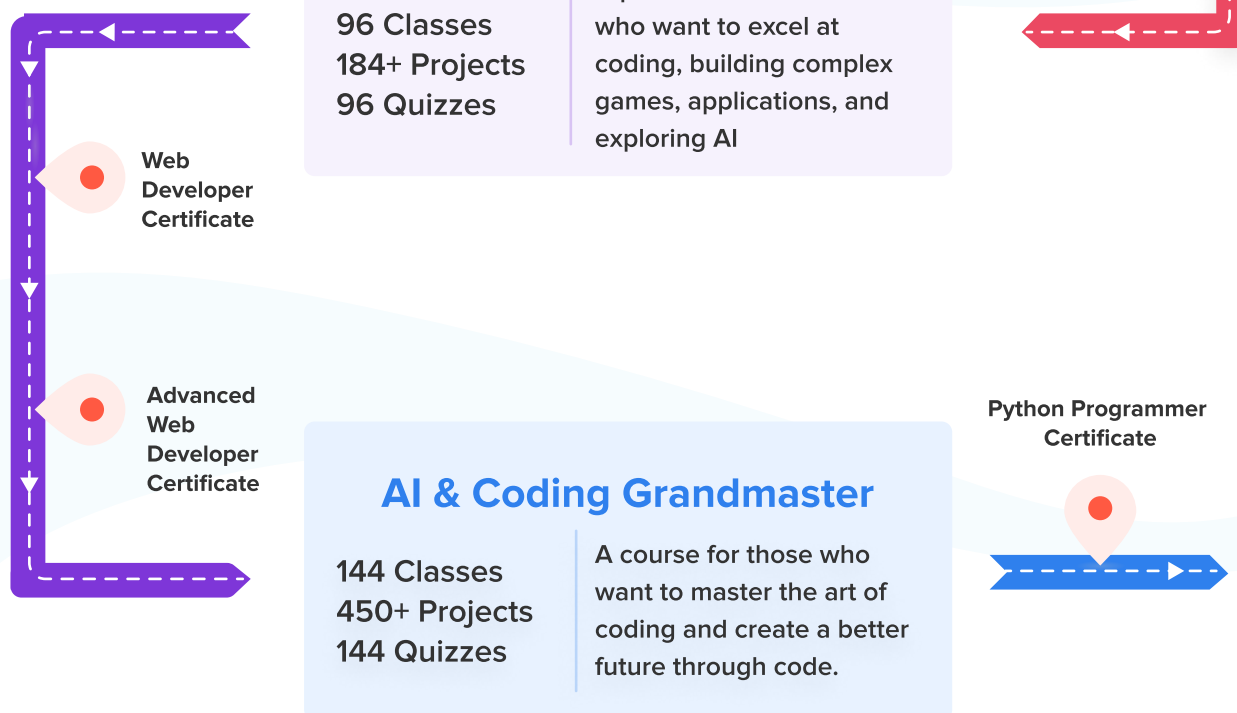 96 Classes
184+ Projects
96 Quizzes
who want to excel at
coding, building complex
games, applications, and
exploring AI
Web
Developer
Certificate
Advanced
Web
Developer
Certificate
Python Programmer
Certificate
AI & Coding Grandmaster
144 Classes
450+ Projects
144 Quizzes
A course for those who
want to master the art of
coding and create a better
future through code.